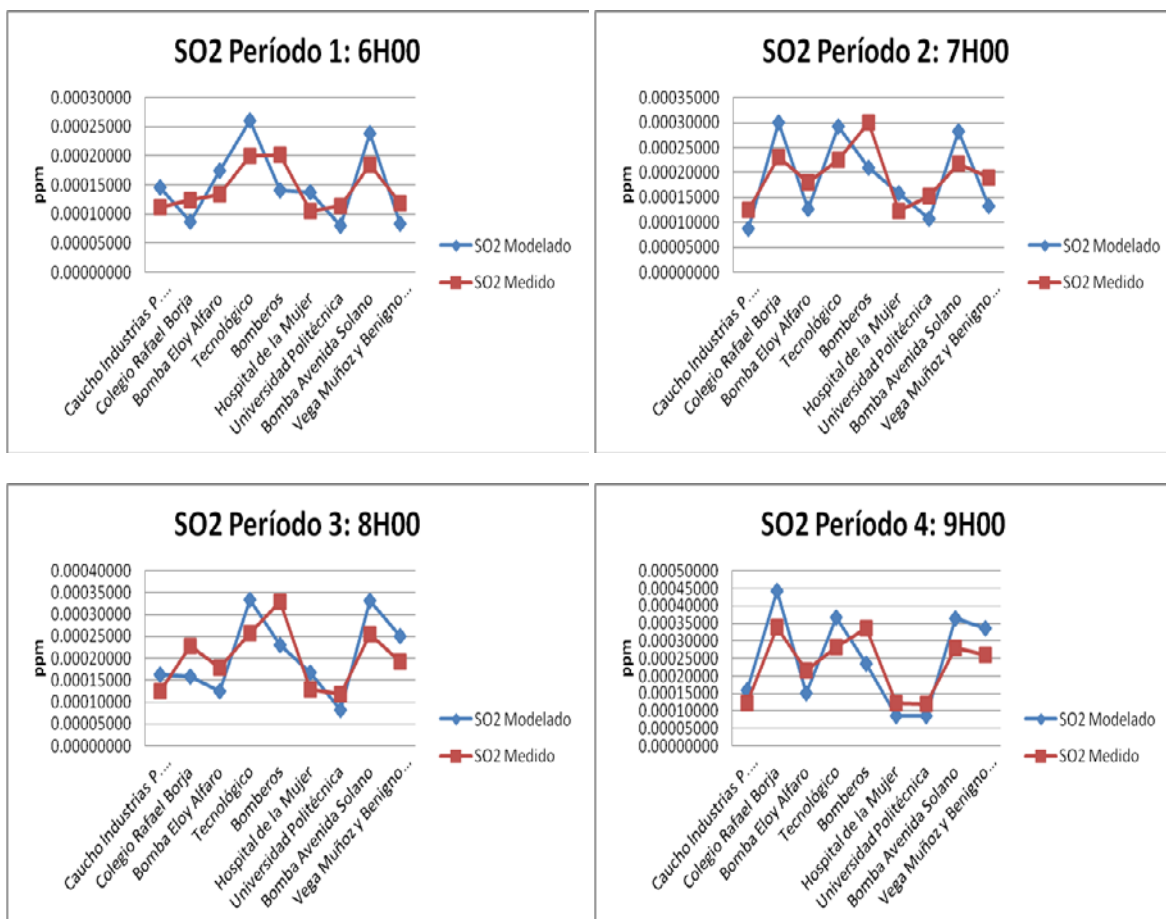 SO2 Período 1: 6H00
0.00030000
0.00025000
0.00020000
0.00015000
0.00010000
0.00005000
0.00000000
ppm
SO2 Modelado
SO2 Medido
Caucho Industrias P....
Colegio Rafael Borja
Bomba Eloy Alfaro
Tecnológico
Bomberos
Hospital de la Mujer
Universidad Politécnica
Bomba Avenida Solano
Vega Muñoz y Benigno...
SO2 Período 2: 7H00
0.00035000
0.00030000
0.00025000
0.00020000
0.00015000
0.00010000
0.00005000
0.00000000
ppm
SO2 Modelado
SO2 Medido
Caucho Industrias P....
Colegio Rafael Borja
Bomba Eloy Alfaro
Tecnológico
Bomberos
Hospital de la Mujer
Universidad Politécnica
Bomba Avenida Solano
Vega Muñoz y Benigno...
SO2 Período 3: 8H00
0.00040000
0.00035000
0.00030000
0.00025000
0.00020000
0.00015000
0.00010000
0.00005000
0.00000000
ppm
SO2 Modelado
SO2 Medido
Caucho Industrias P....
Colegio Rafael Borja
Bomba Eloy Alfaro
Tecnológico
Bomberos
Hospital de la Mujer
Universidad Politécnica
Bomba Avenida Solano
Vega Muñoz y Benigno...
SO2 Período 4: 9H00
0.00050000
0.00045000
0.00040000
0.00035000
0.00030000
0.00025000
0.00020000
0.00015000
0.00010000
0.00005000
0.00000000
ppm
SO2 Modelado
SO2 Medido
Caucho Industrias P....
Colegio Rafael Borja
Bomba Eloy Alfaro
Tecnológico
Bomberos
Hospital de la Mujer
Universidad Politécnica
Bomba Avenida Solano
Vega Muñoz y Benigno...